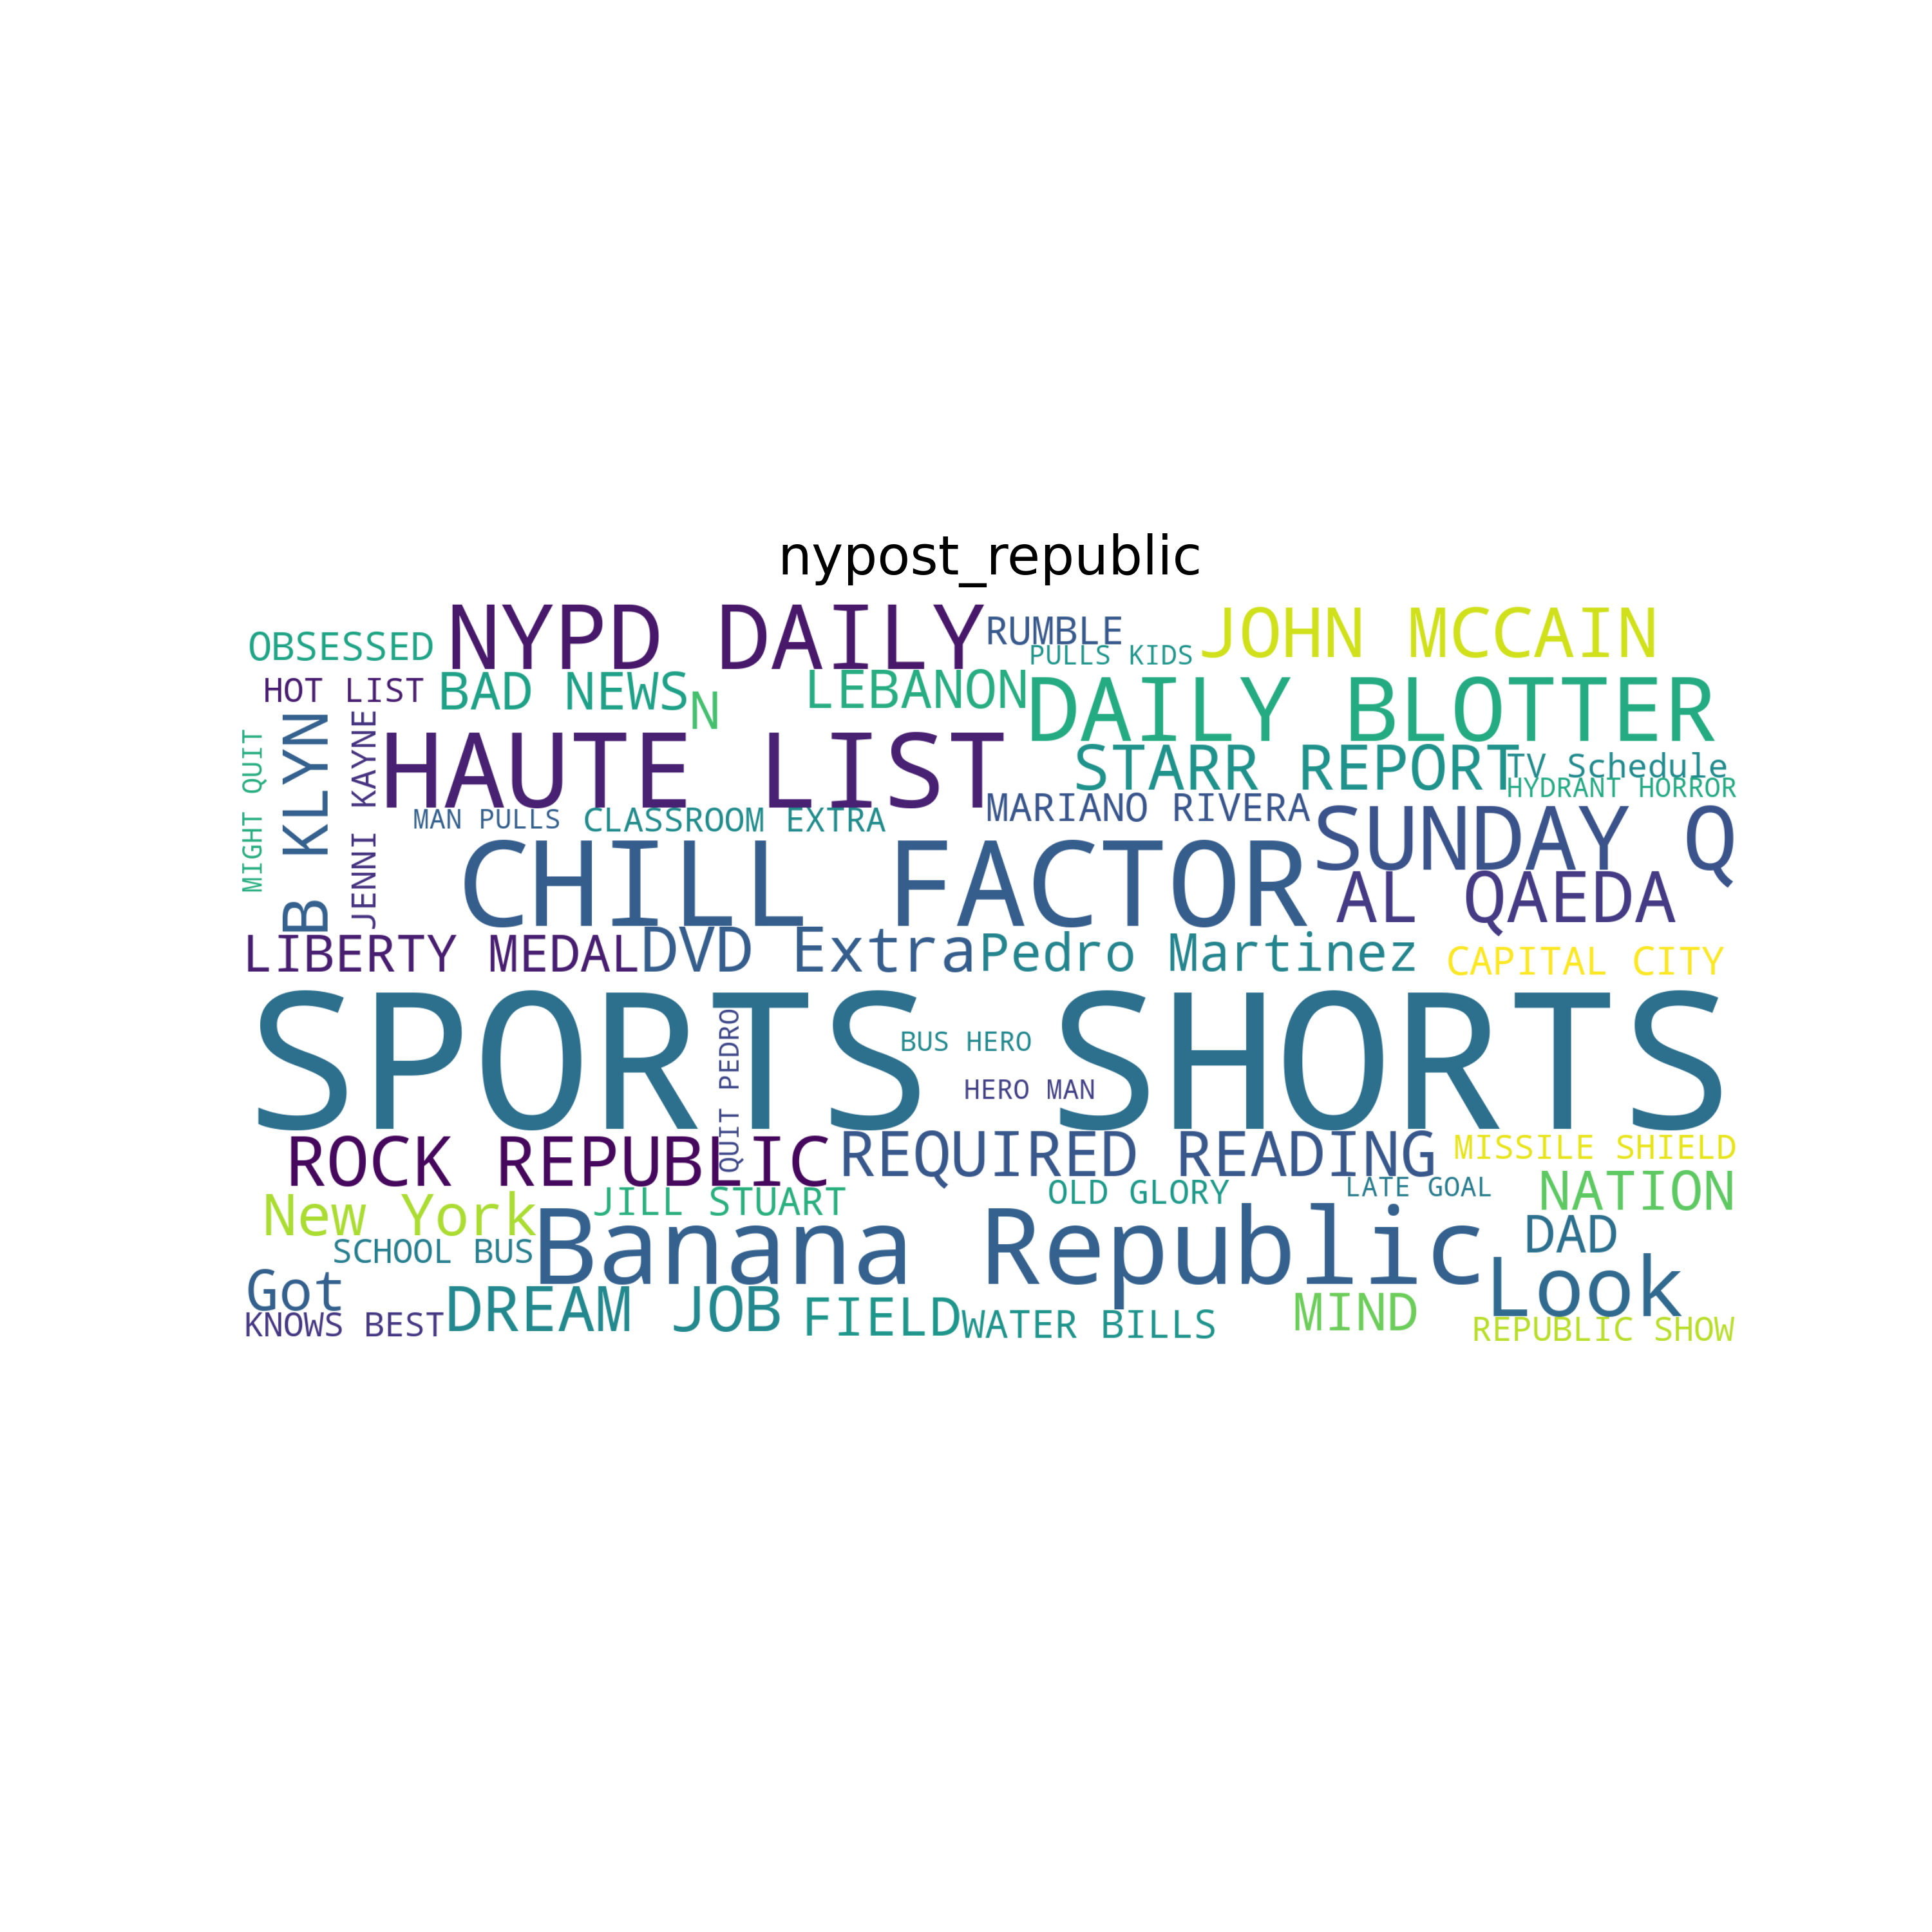 nypost_republic
NYPD DAILY
RUMBLE
JOHN MCCAIN
OBSESSED
PULLS KIDS
HOT LIST
BAD NEWS
N
LEBANON
DAILY BLOTTER
B KLYN
JENNI KAYNE
MIGHT QUIT
HAUTE LIST
STARR REPORT
TV Schedule
HYDRANT HORROR
MAN PULLS
CLASSROOM EXTRA
MARIANO RIVERA
SUNDAY Q
CHILL FACTOR
AL QAEDA
LIBERTY MEDAL
DVD Extra
Pedro Martinez
CAPITAL CITY
SPORTS SHORTS
QUIT PEDRO
BUS HERO
HERO MAN
ROCK REPUBLIC
REQUIRED READING
MISSILE SHIELD
New York
JILL STUART
OLD GLORY
LATE GOAL
NATION
SCHOOL BUS
Banana Republic
DAD
Got
Look
KNOWS BEST
DREAM JOB
FIELD
WATER BILLS
MIND
REPUBLIC SHOW